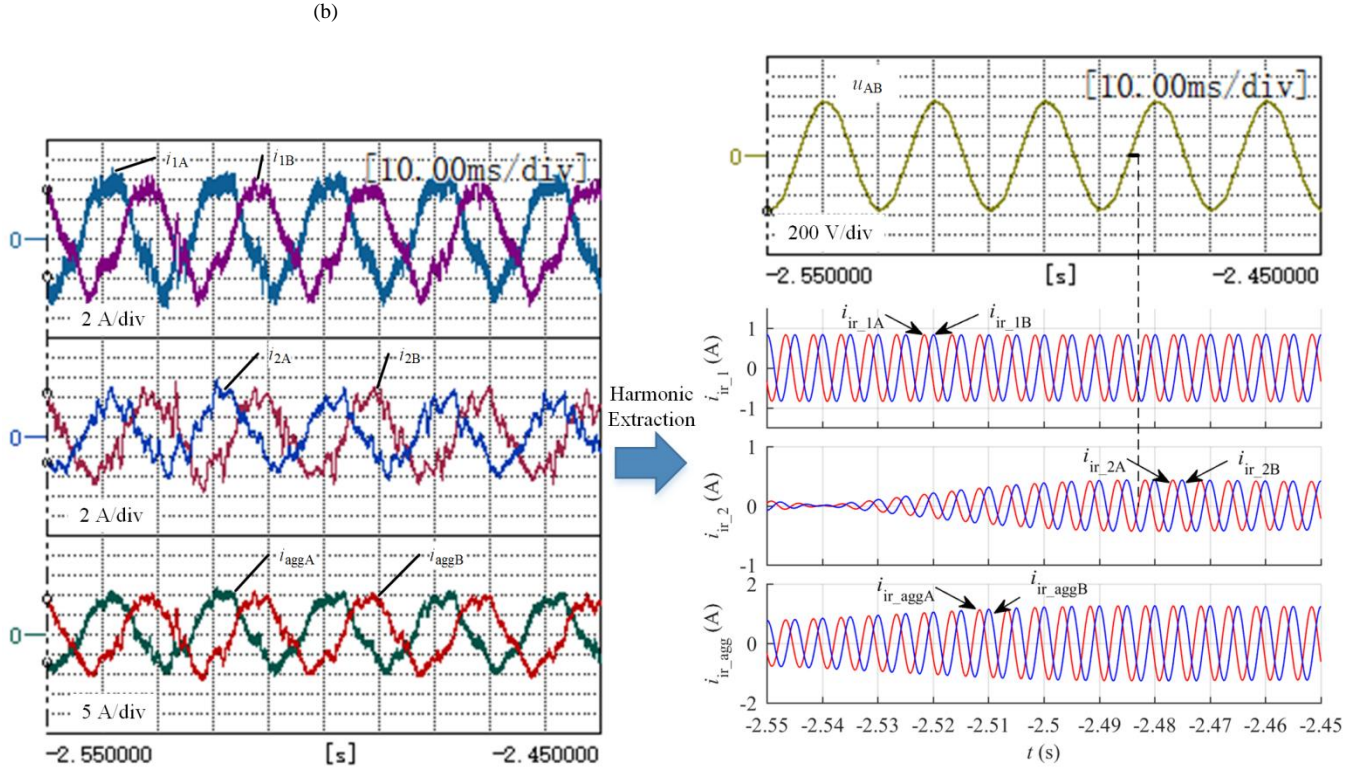 (b)
i1A
i1B
[10.00ms/div]
0
2 A/div
i2A
i2B
0
2 A/div
iaggA
iaggB
0
5 A/div
-2.550000
[s]
-2.450000
Harmonic
Extraction
uAB
[10.00ms/div]
0
200 V/div
-2.550000
[s]
-2.450000
iir_1A
iir_1B
iir_1 (A)
1
0
-1
iir_2A
iir_2B
iir_2 (A)
1
0
-1
iir_aggA
iir_aggB
iir_agg (A)
2
0
-2
-2.55 -2.54 -2.53 -2.52 -2.51 -2.5 -2.49 -2.48 -2.47 -2.46 -2.45
t (s)